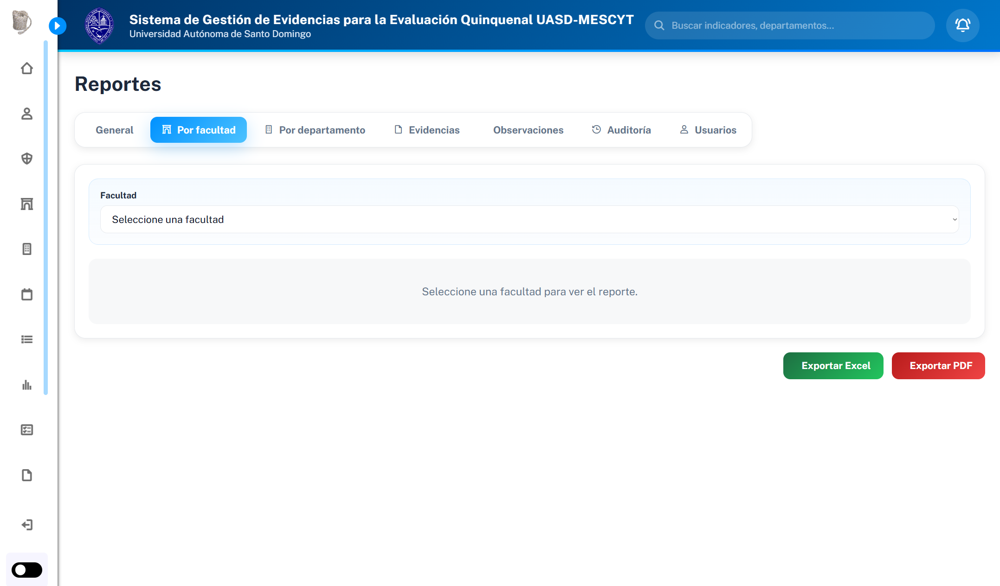 Sistema de Gestión de Evidencias para la Evaluación Quinquenal UASD-MESCYT
Universidad Autónoma de Santo Domingo
Buscar indicadores, departamentos...
Reportes
General
Por facultad
Por departamento
Evidencias
Observaciones
Auditoría
Usuarios
Facultad
Seleccione una facultad
Seleccione una facultad para ver el reporte.
Exportar Excel
Exportar PDF